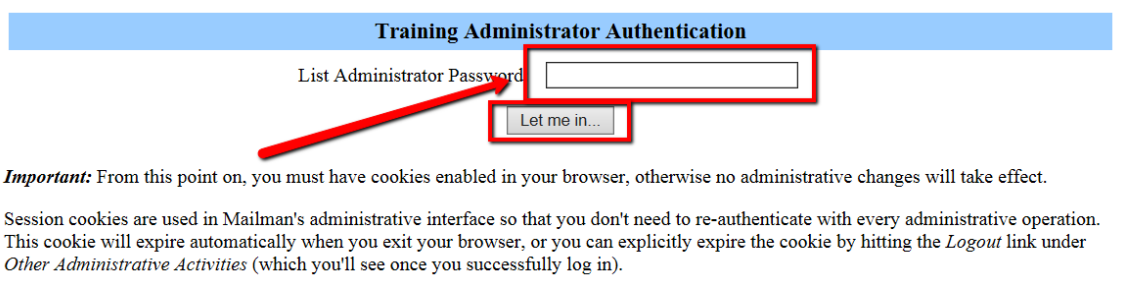 Training Administrator Authentication
List Administrator Password
Let me in...
Important: From this point on, you must have cookies enabled in your browser, otherwise no administrative changes will take effect.
Session cookies are used in Mailman's administrative interface so that you don't need to re-authenticate with every administrative operation.
This cookie will expire automatically when you exit your browser, or you can explicitly expire the cookie by hitting the Logout link under
Other Administrative Activities (which you'll see once you successfully log in).